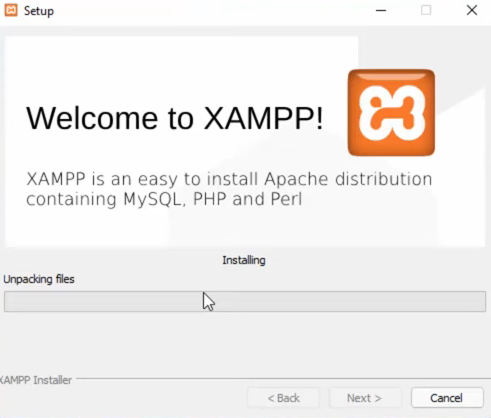 Setup
Welcome to XAMPP!
XAMPP is an easy to install Apache distribution
containing MySQL, PHP and Perl
Installing
Unpacking files
XAMPP Installer
< Back
Next >
Cancel